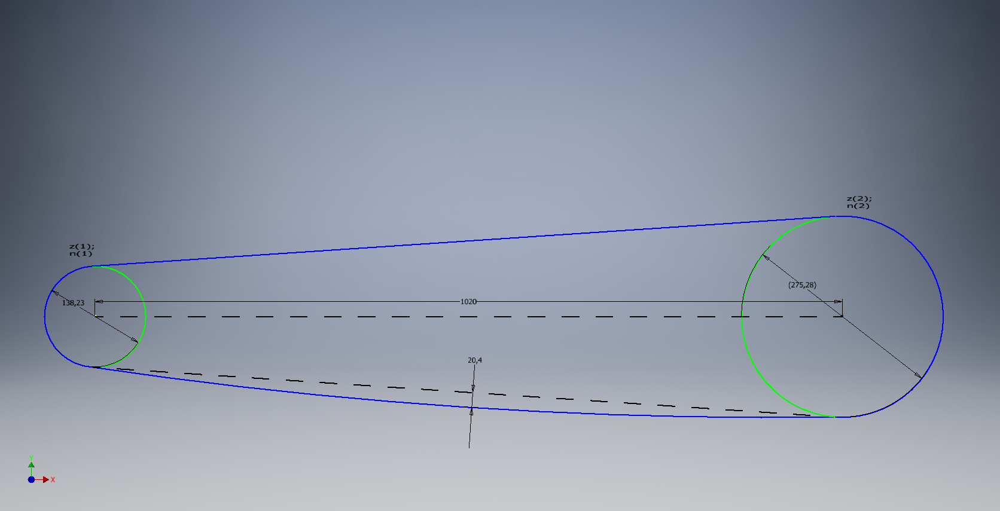 z(2);
n(2)
z(1);
n(1)
(275,28)
138,23
1020
20,4
Y
X